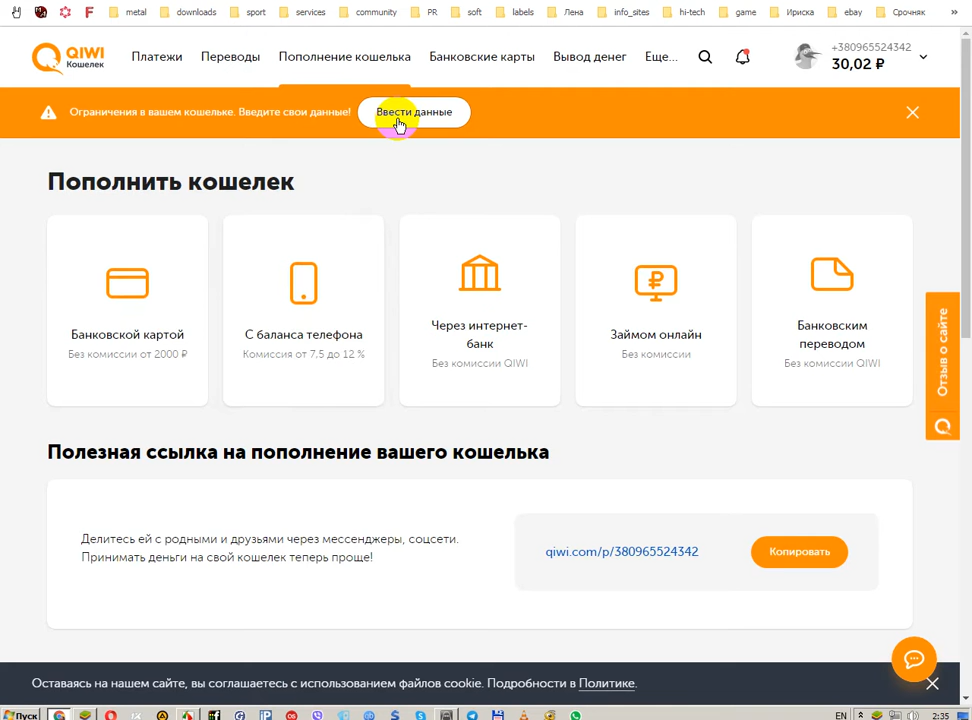 metal downloads sport services community PR soft labels Лена info_sites hi-tech game Ириска ebay Срочняк »
QIWI
Кошелек
Платежи Переводы Пополнение кошелька Банковские карты Вывод денег Еще...
+380965524342
30,02 ₽
Ограничения в вашем кошельке. Введите свои данные! Ввести данные
Пополнить кошелек
Банковской картой
Без комиссии от 2000 ₽
С баланса телефона
Комиссия от 7,5 до 12 %
Через интернет-
банк
Без комиссии QIWI
Займом онлайн
Без комиссии
Банковским
переводом
Без комиссии QIWI
Отзыв о сайте
Полезная ссылка на пополнение вашего кошелька
Делитесь ей с родными и друзьями через мессенджеры, соцсети.
Принимать деньги на свой кошелек теперь проще!
qiwi.com/p/380965524342
Копировать
Оставаясь на нашем сайте, вы соглашаетесь с использованием файлов cookie. Подробности в Политике.
Пуск EN 2:35